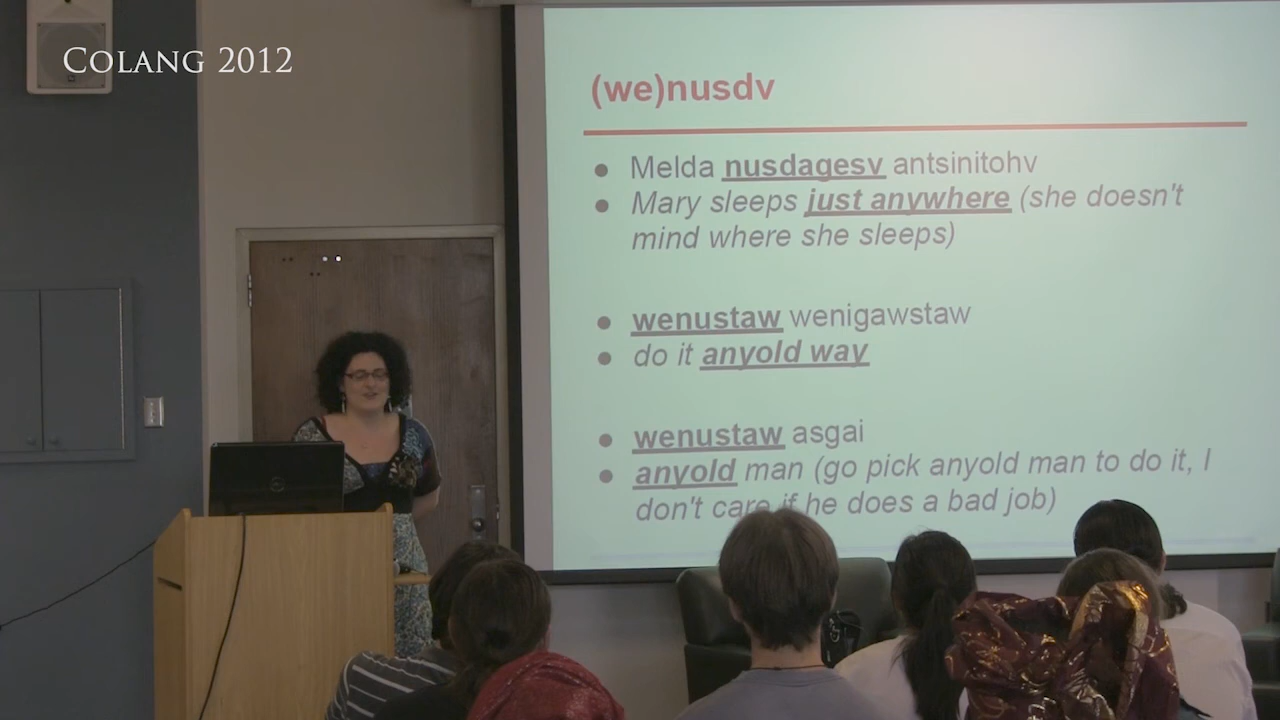 COLANG 2012
(we)nusdv
● Melda nusdagesv antsinitohv
● Mary sleeps just anywhere (she doesn't
mind where she sleeps)
● wenustaw wenigawstaw
● do it anyold way
● wenustaw asgai
● anyold man (go pick anyold man to do it, I
don't care if he does a bad job)